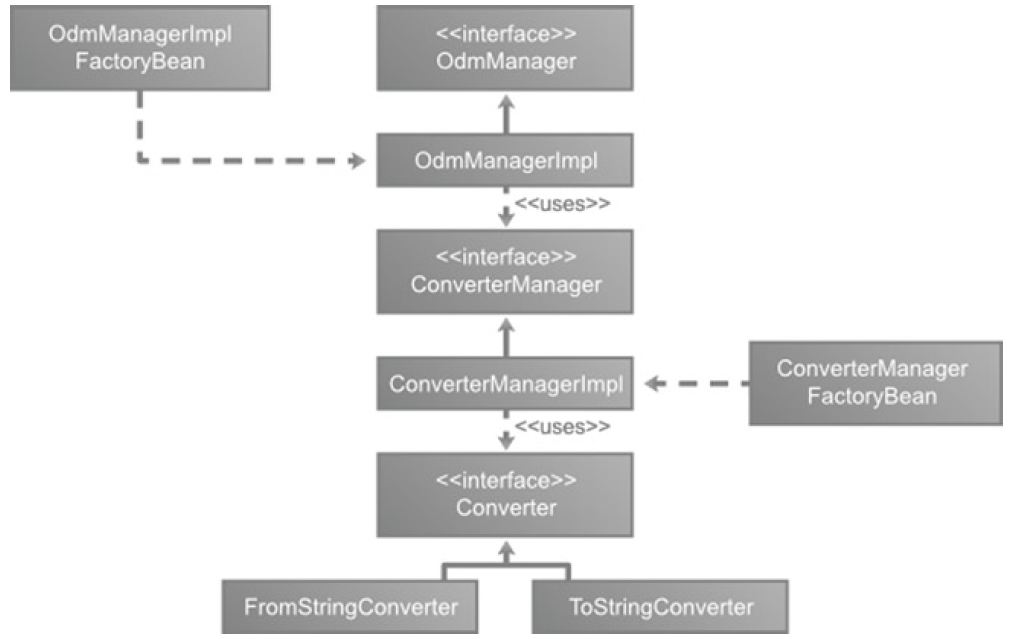 OdmManagerImpl
FactoryBean
<<interface>>
OdmManager
OdmManagerImpl
<<uses>>
<<interface>>
ConverterManager
ConverterManagerImpl
ConverterManager
FactoryBean
<<uses>>
<<interface>>
Converter
FromStringConverter
ToStringConverter